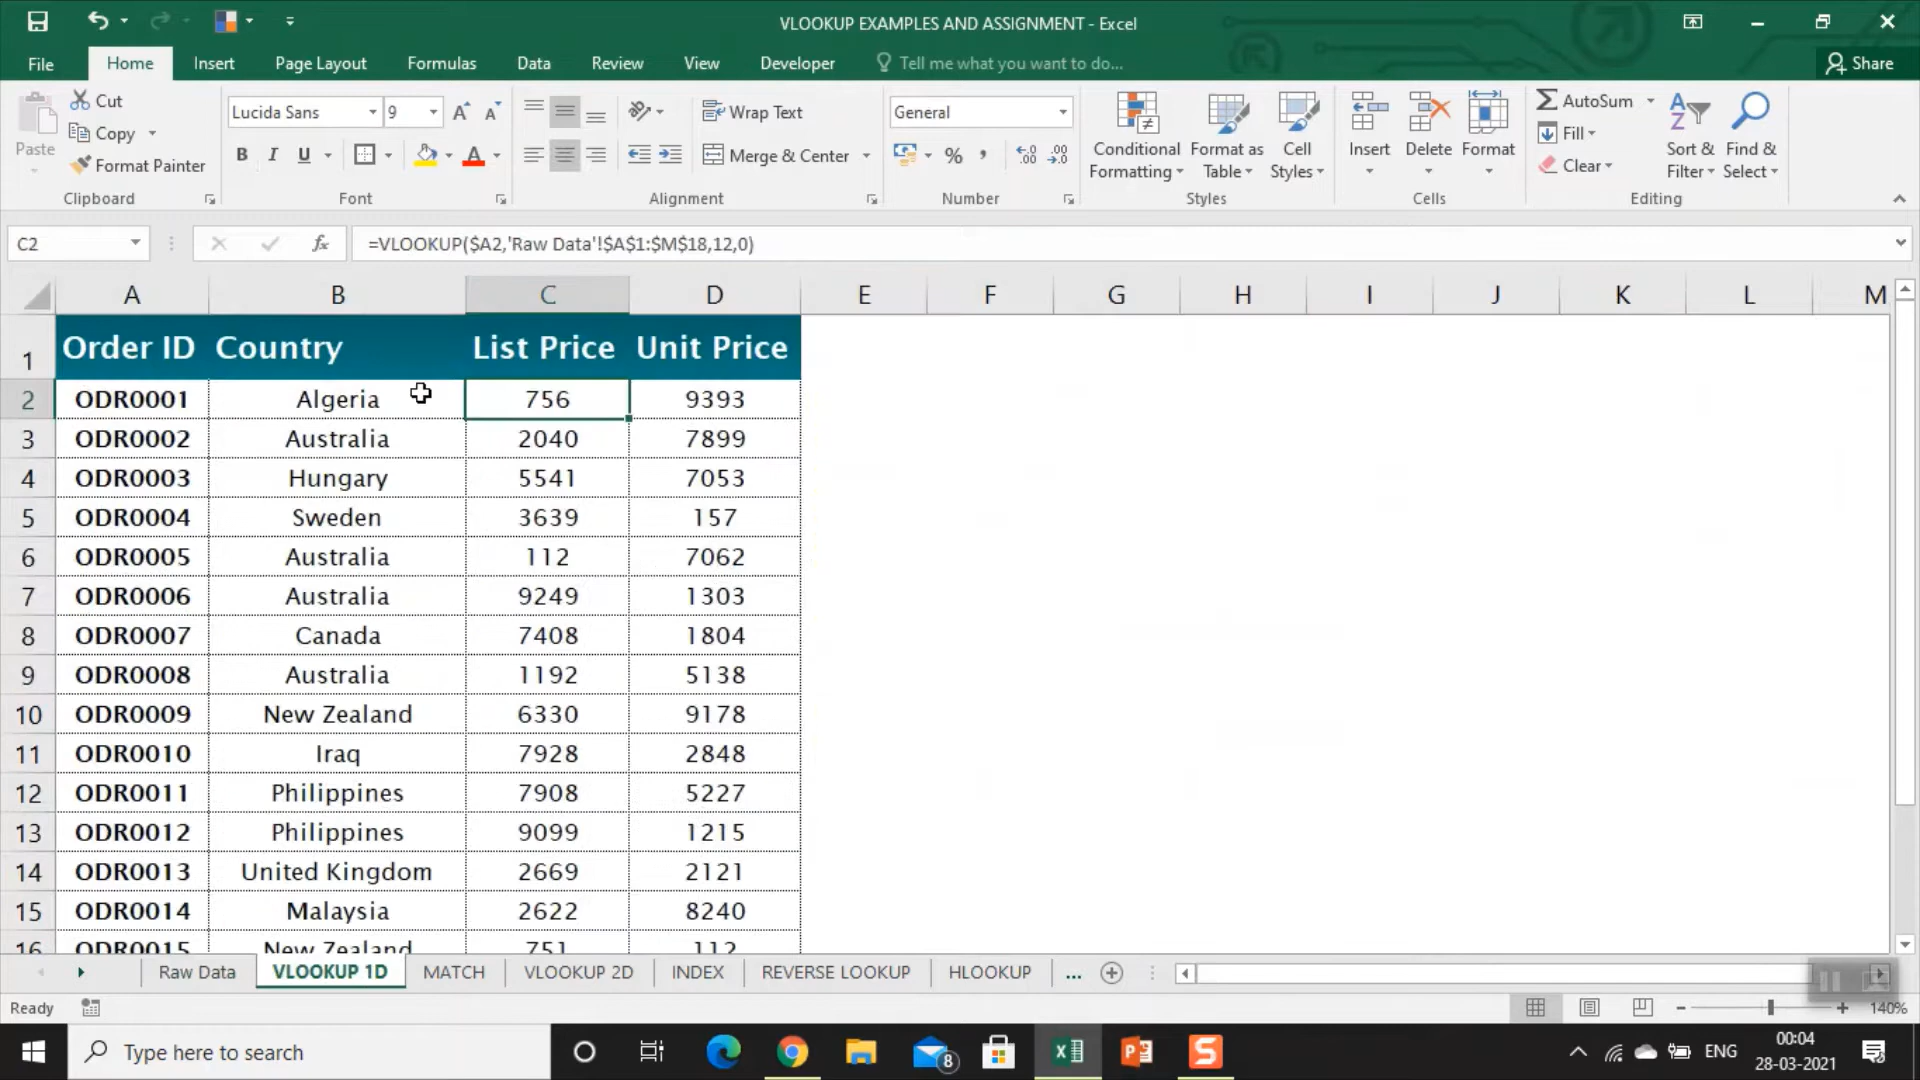 VLOOKUP EXAMPLES AND ASSIGNMENT - Excel
File Home Insert Page Layout Formulas Data Review View Developer Tell me what you want to do... Share
Cut
Copy
Format Painter
Paste
Clipboard
Lucida Sans 9
B I U A
Font
Wrap Text
Merge & Center
Alignment
General
%
Number
Conditional Formatting
Format as Table
Cell Styles
Styles
Insert Delete Format
Cells
AutoSum
Fill
Clear
Sort & Filter
Find & Select
Editing
C2 fx =VLOOKUP($A2,'Raw Data'!$A$1:$M$18,12,0)
A B C D E F G H I J K L M
1 Order ID Country List Price Unit Price
2 ODR0001 Algeria 756 9393
3 ODR0002 Australia 2040 7899
4 ODR0003 Hungary 5541 7053
5 ODR0004 Sweden 3639 157
6 ODR0005 Australia 112 7062
7 ODR0006 Australia 9249 1303
8 ODR0007 Canada 7408 1804
9 ODR0008 Australia 1192 5138
10 ODR0009 New Zealand 6330 9178
11 ODR0010 Iraq 7928 2848
12 ODR0011 Philippines 7908 5227
13 ODR0012 Philippines 9099 1215
14 ODR0013 United Kingdom 2669 2121
15 ODR0014 Malaysia 2622 8240
16 ODR0015 New Zealand 751 112
Raw Data VLOOKUP 1D MATCH VLOOKUP 2D INDEX REVERSE LOOKUP HLOOKUP ...
Ready 140%
Type here to search 8 ENG 00:04
28-03-2021